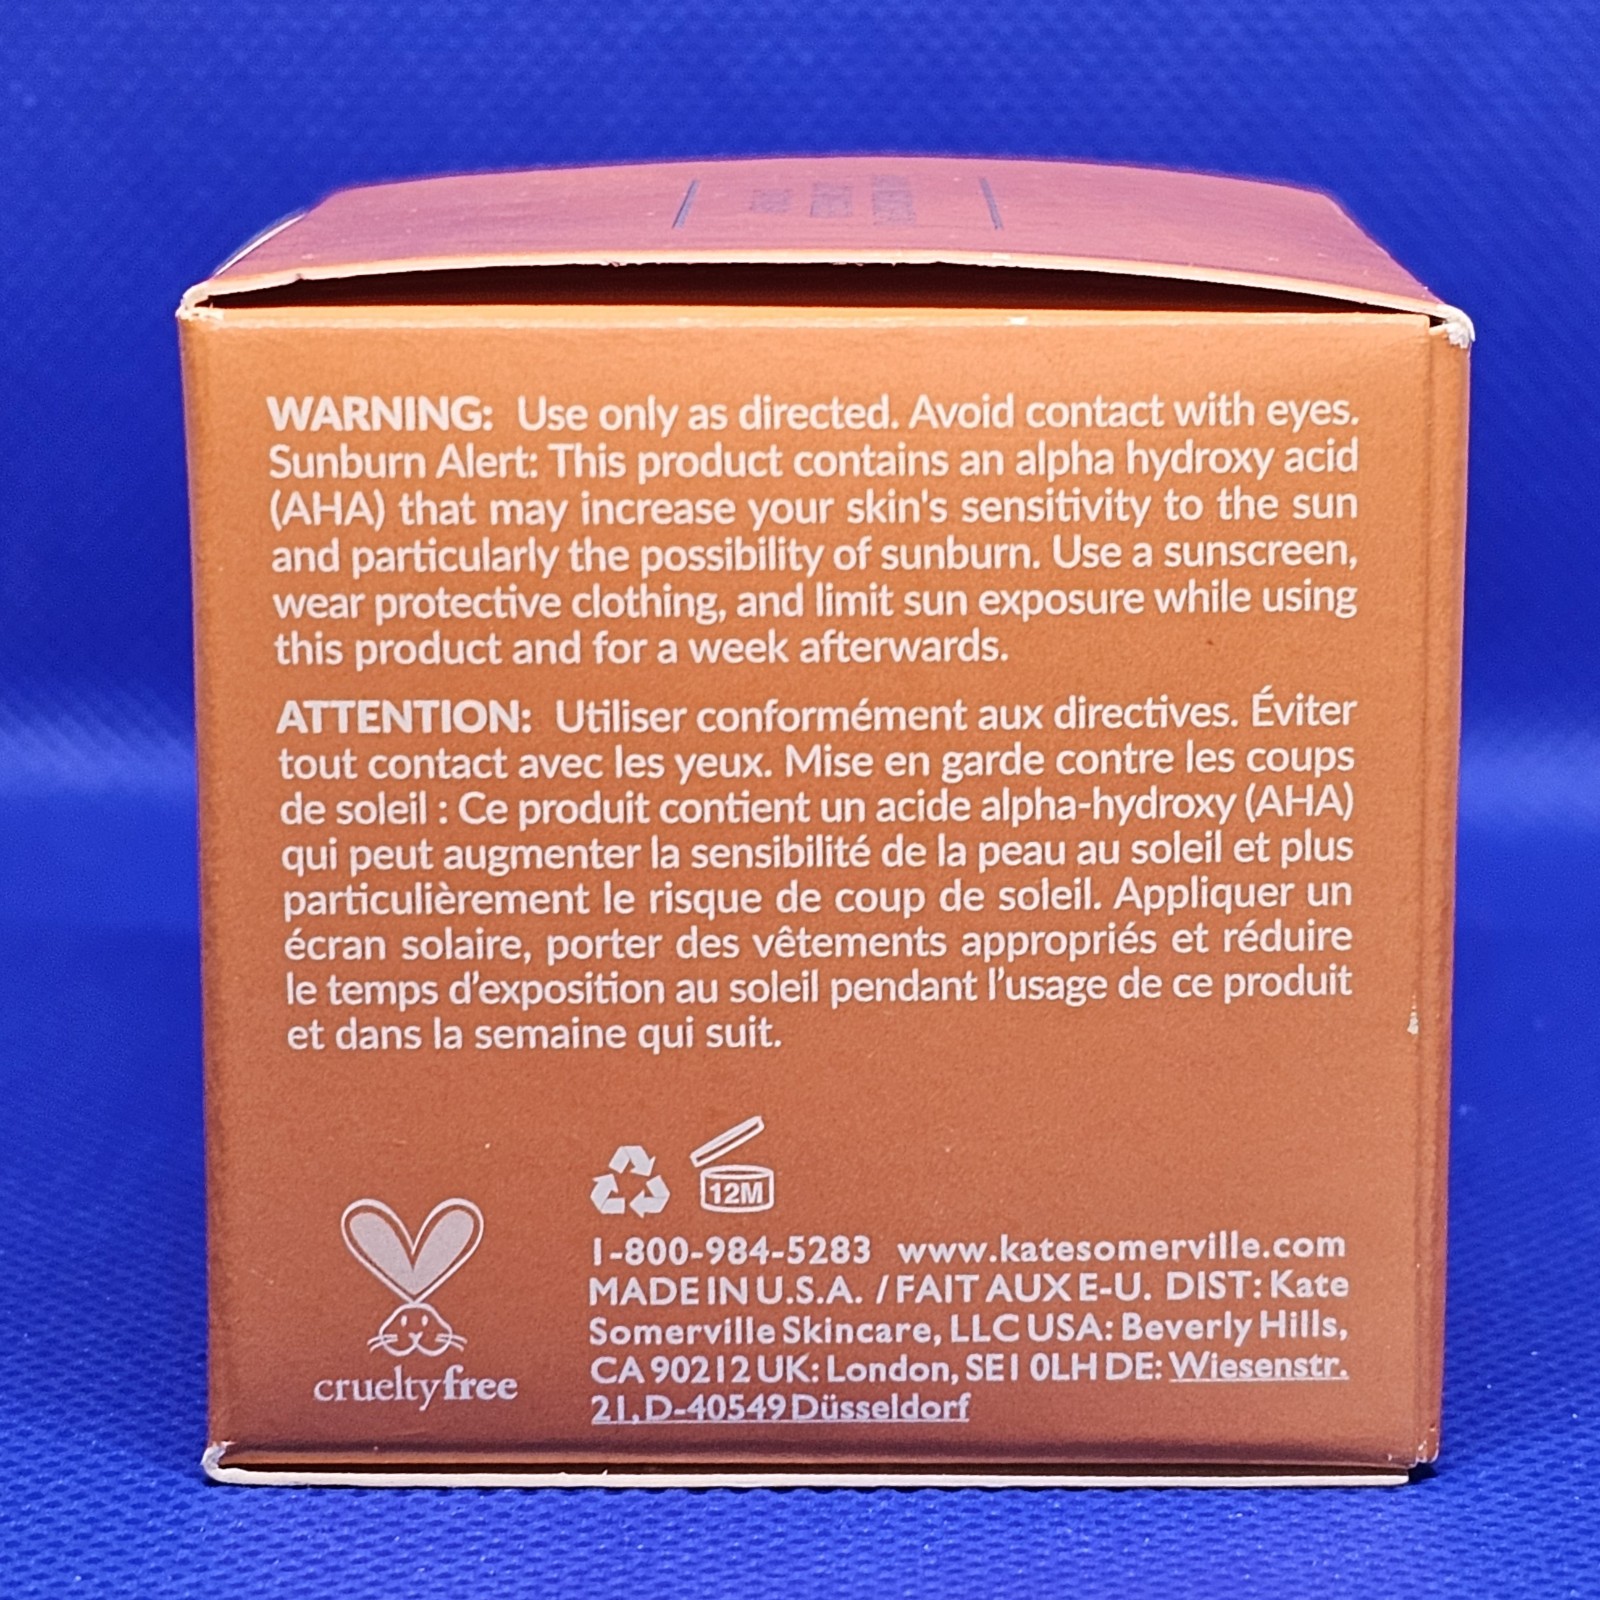 WARNING: Use only as directed. Avoid contact with eyes.
Sunburn Alert: This product contains an alpha hydroxy acid
(AHA) that may increase your skin's sensitivity to the sun
and particularly the possibility of sunburn. Use a sunscreen,
wear protective clothing, and limit sun exposure while using
this product and for a week afterwards.
ATTENTION: Utiliser conformément aux directives. Éviter
tout contact avec les yeux. Mise en garde contre les coups
de soleil : Ce produit contient un acide alpha-hydroxy (AHA)
qui peut augmenter la sensibilité de la peau au soleil et plus
particulièrement le risque de coup de soleil. Appliquer un
écran solaire, porter des vêtements appropriés et réduire
le temps d’exposition au soleil pendant l’usage de ce produit
et dans la semaine qui suit.
12M
1-800-984-5283 www.katesomerville.com
MADE IN U.S.A. / FAIT AUX E-U. DIST: Kate
Somerville Skincare, LLC USA: Beverly Hills,
CA 90212 UK: London, SE1 0LH DE: Wiesenstr.
21, D-40549 Düsseldorf
crueltyfree